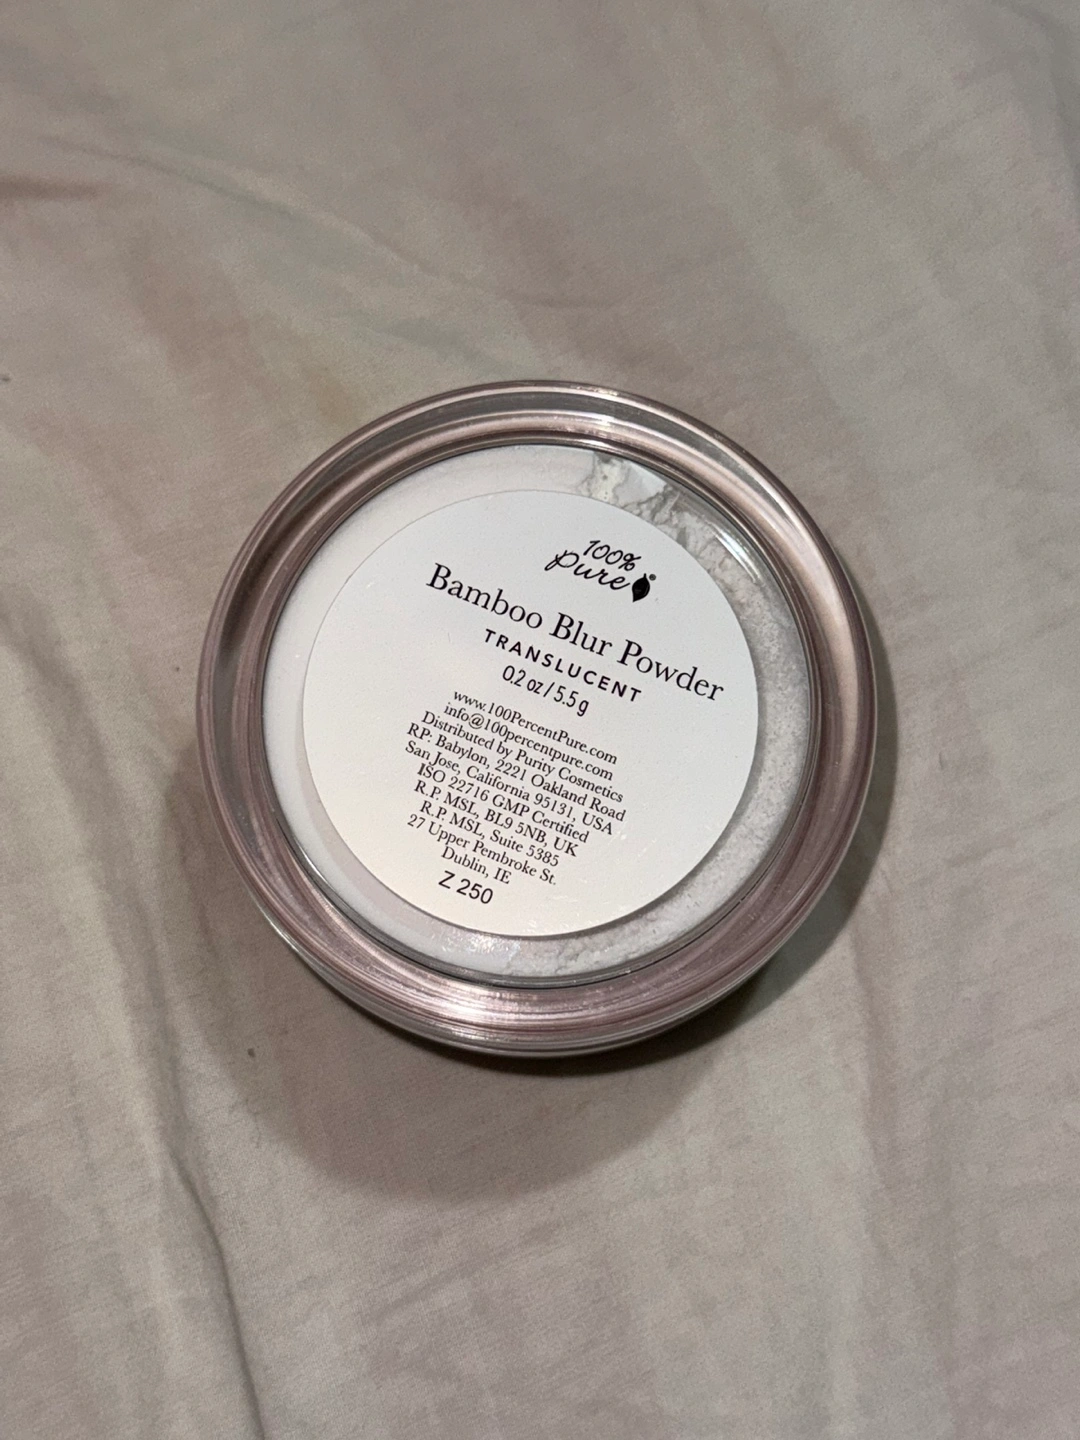 100%
Pure®
Bamboo Blur Powder
TRANSLUCENT
0.2 oz / 5.5 g
www.100PercentPure.com
info@100percentpure.com
Distributed by Purity Cosmetics
RP: Babylon, 2221 Oakland Road
San Jose, California 95131, USA
ISO 22716 GMP Certified
R.P. MSL, BL9 5NB, UK
R.P. MSL, Suite 5385
27 Upper Pembroke St.
Dublin, IE
Z 250